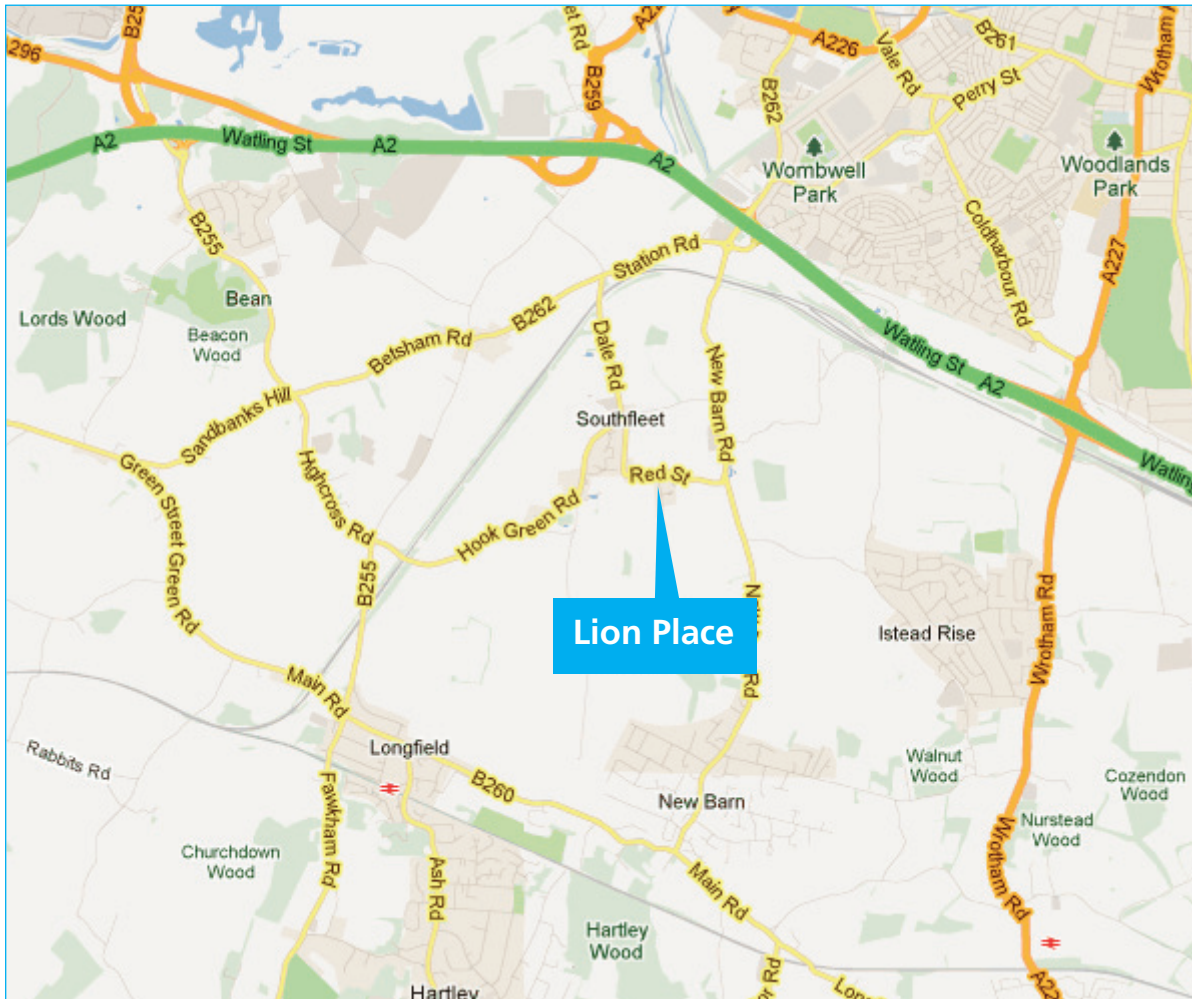 296
B25
et Rd
A22
A226
B261
Wrotham
B259
B262
Vale Rd
Perry St
A2
Watling St
A2
A2
Wombwell
Park
Woodlands
Park
B255
Station Rd
Coldharbour Rd
A227
Lords Wood
Bean
Beacon
Wood
B262
Betsham Rd
Dale Rd
New Barn Rd
Watling St
A2
Sandbanks Hill
Southfleet
Green Street Green Rd
Highcross Rd
Red St
Watling
Hook Green Rd
B255
Lion Place
Rd
Istead Rise
Wrotham Rd
Main Rd
Rabbits Rd
Longfield
B260
New Barn
Walnut
Wood
Cozendon
Wood
Fawkham Rd
Nurstead
Wood
Churchdown
Wood
Ash Rd
Main Rd
Wrotham Rd
Hartley
Wood
Hartley
or Rd
Lon
A22